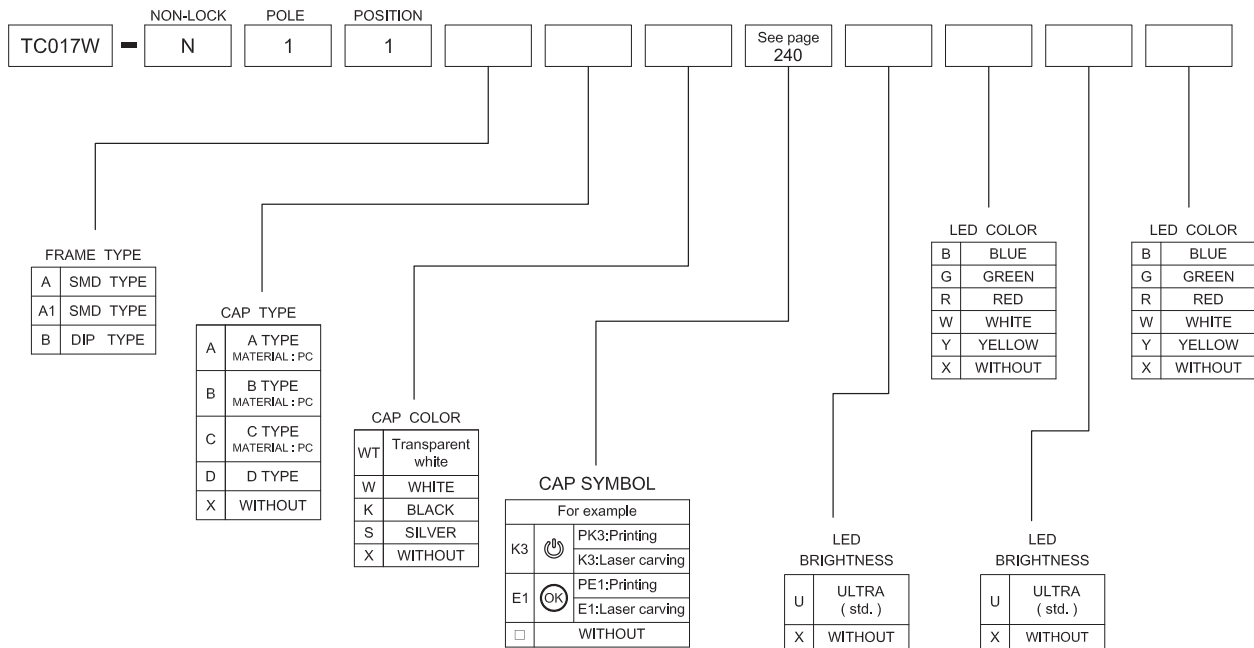 NON-LOCK POLE POSITION
TC017W - N 1 1 See page
240
FRAME TYPE
A SMD TYPE
A1 SMD TYPE
B DIP TYPE
CAP TYPE
A A TYPE
MATERIAL : PC
B B TYPE
MATERIAL : PC
C C TYPE
MATERIAL : PC
D D TYPE
X WITHOUT
CAP COLOR
WT Transparent
white
W WHITE
K BLACK
S SILVER
X WITHOUT
CAP SYMBOL
For example
K3 PK3:Printing
K3:Laser carving
E1 OK PE1:Printing
E1:Laser carving
□ WITHOUT
LED
BRIGHTNESS
U ULTRA
( std. )
X WITHOUT
LED COLOR
B BLUE
G GREEN
R RED
W WHITE
Y YELLOW
X WITHOUT
LED
BRIGHTNESS
U ULTRA
( std. )
X WITHOUT
LED COLOR
B BLUE
G GREEN
R RED
W WHITE
Y YELLOW
X WITHOUT